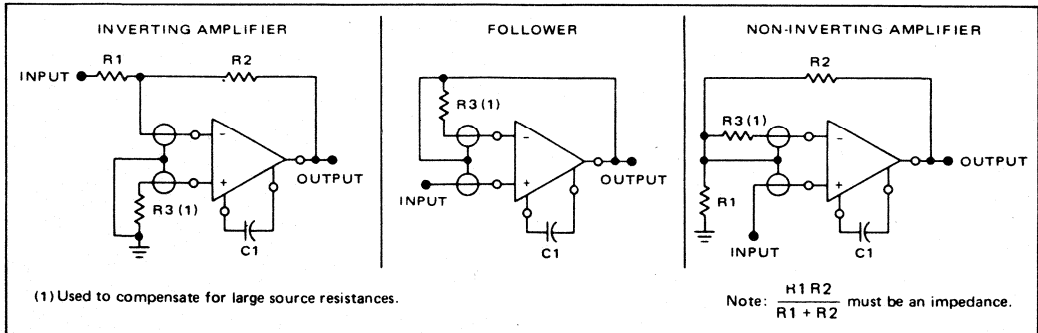 INVERTING AMPLIFIER
R1
R2
INPUT
−
+
R3(1)
OUTPUT
C1
FOLLOWER
R3(1)
−
+
INPUT
OUTPUT
C1
NON-INVERTING AMPLIFIER
R2
R3(1)
−
+
R1
INPUT
OUTPUT
C1
(1) Used to compensate for large source resistances.
Note: R1 R2 / R1 + R2 must be an impedance.